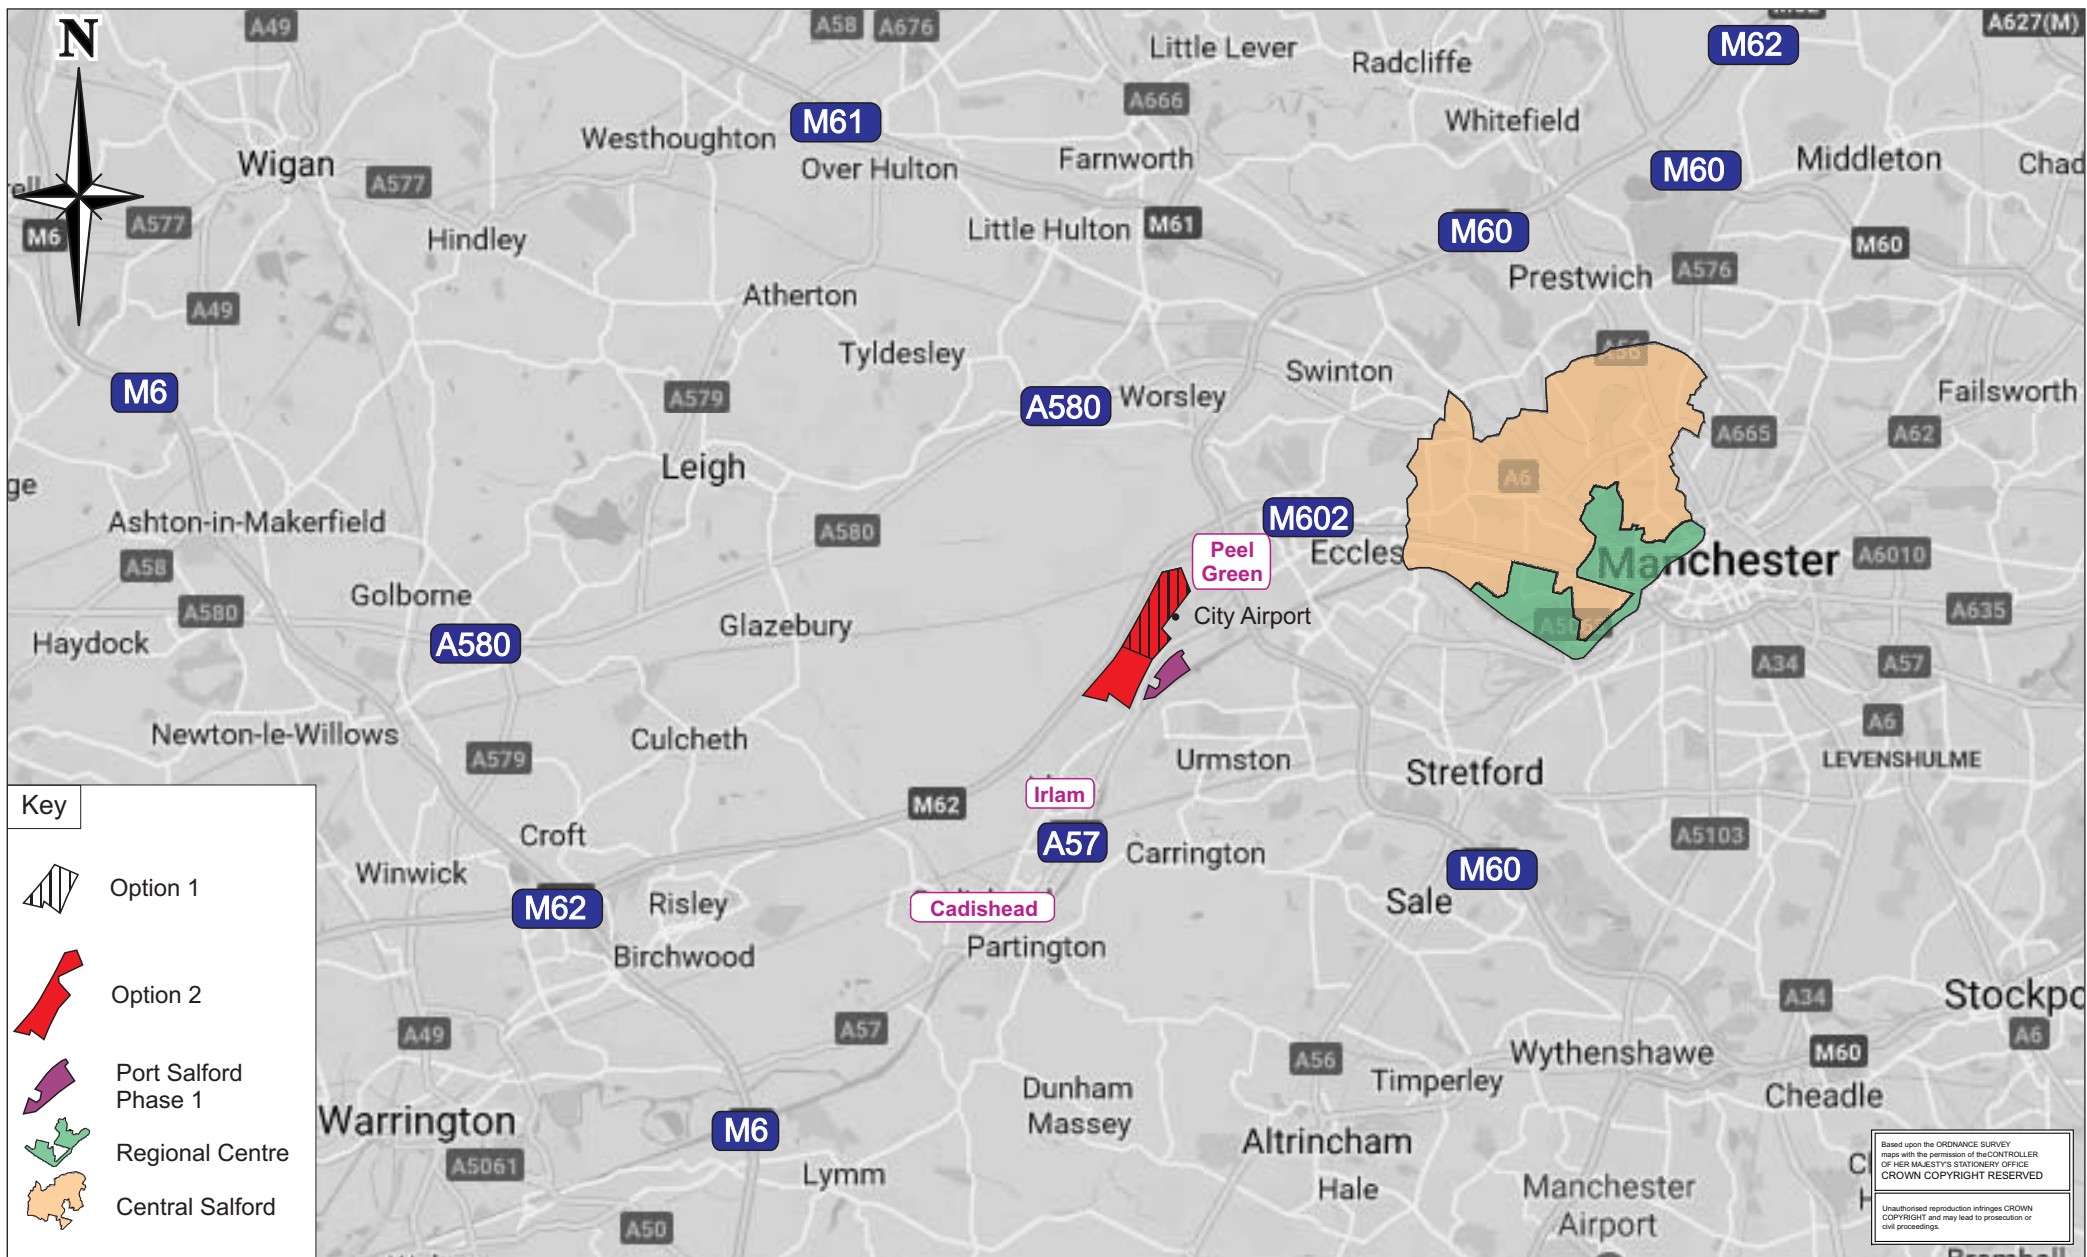 N
A49
A58
A676
Little Lever
Radcliffe
M62
A627(M)
M61
A666
Whitefield
Westhoughton
Over Hulton
Farnworth
M60
Middleton
Chad
Wigan
A577
A577
M6
Hindley
Little Hulton
M61
M60
M60
Prestwich
A576
A49
Atherton
Tyldesley
A56
M6
A579
A580
Worsley
Swinton
Failsworth
A665
A62
Leigh
A6
ge
Ashton-in-Makerfield
A580
M602
Eccles
Manchester
A6010
Peel
Green
A58
Golborne
A580
City Airport
A635
Haydock
A580
Glazebury
A34
A57
Newton-le-Willows
A579
Culcheth
Urmston
Stretford
A6
LEVENSHULME
M62
Irlam
A57
Carrington
A5103
Croft
Winwick
M62
Risley
Cadishead
M60
Sale
Birchwood
Partington
A34
Stockpo
A6
A49
A57
A56
Timperley
Wythenshawe
M60
Cheadle
Dunham
Massey
Warrington
A5061
M6
Lymm
Altrincham
Hale
Manchester
Airport
A50
Key
Option 1
Option 2
Port Salford
Phase 1
Regional Centre
Central Salford
Based upon the ORDNANCE SURVEY
maps with the permission of theCONTROLLER
OF HER MAJESTY'S STATIONERY OFFICE
CROWN COPYRIGHT RESERVED
Unauthorised reproduction infringes CROWN
COPYRIGHT and may lead to prosecution or
civil proceedings.